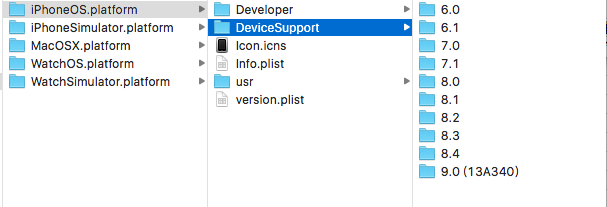 iPhoneOS.platform
iPhoneSimulator.platform
MacOSX.platform
WatchOS.platform
WatchSimulator.platform
Developer
DeviceSupport
Icon.icns
Info.plist
usr
version.plist
6.0
6.1
7.0
7.1
8.0
8.1
8.2
8.3
8.4
9.0 (13A340)